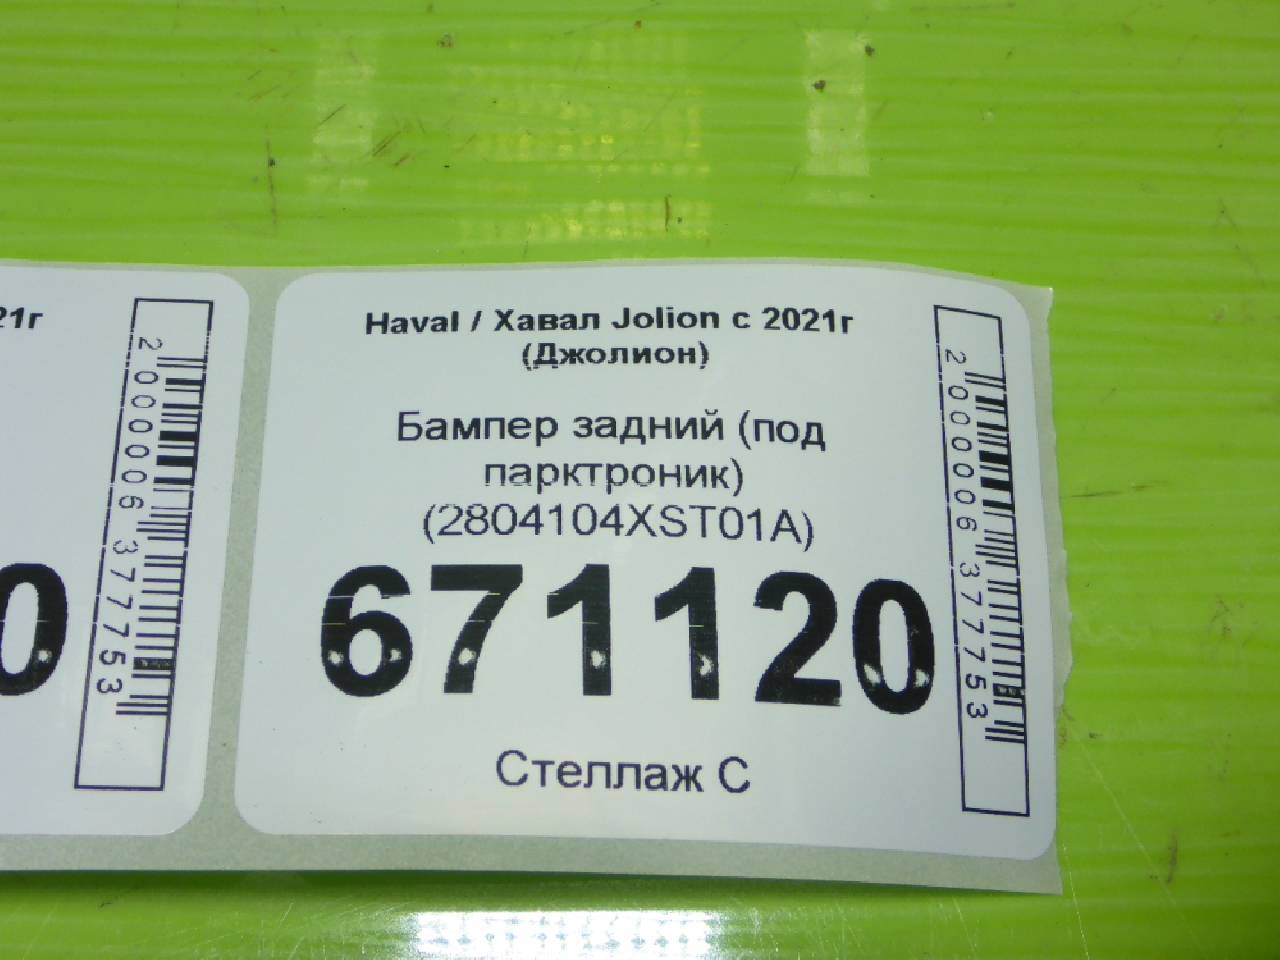 21г
2000006377753
0
Haval / Хавал Jolion с 2021г
(Джолион)
Бампер задний (под
парктроник)
(2804104XST01A)
671120
Стеллаж С
2000006377753